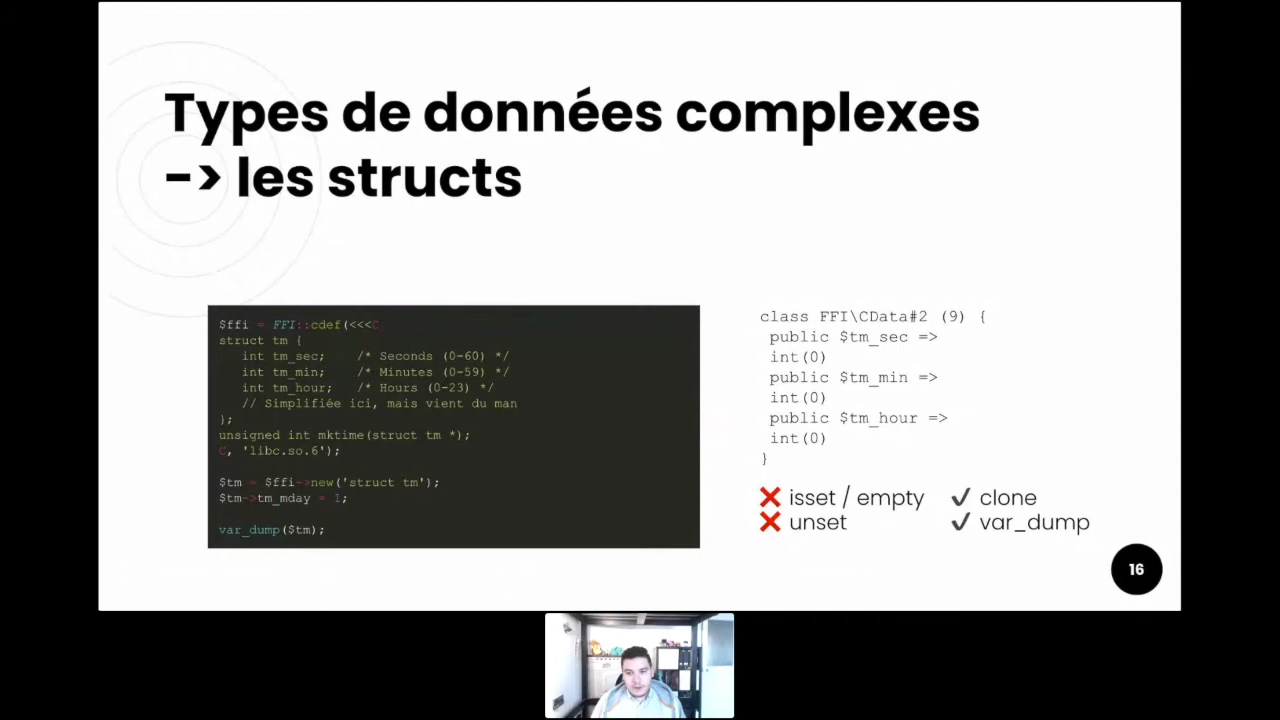 Types de données complexes
-> les structs
$ffi = FFI::cdef(<<<C
struct tm {
int tm_sec; /* Seconds (0-60) */
int tm_min; /* Minutes (0-59) */
int tm_hour; /* Hours (0-23) */
// Simplifiée ici, mais vient du man
};
unsigned int mktime(struct tm *);
C, 'libc.so.6');
$tm = $ffi->new('struct tm');
$tm->tm_mday = 1;
var_dump($tm);
class FFI\CData#2 (9) {
public $tm_sec =>
int(0)
public $tm_min =>
int(0)
public $tm_hour =>
int(0)
}
❌ isset / empty ✔ clone
❌ unset ✔ var_dump
16